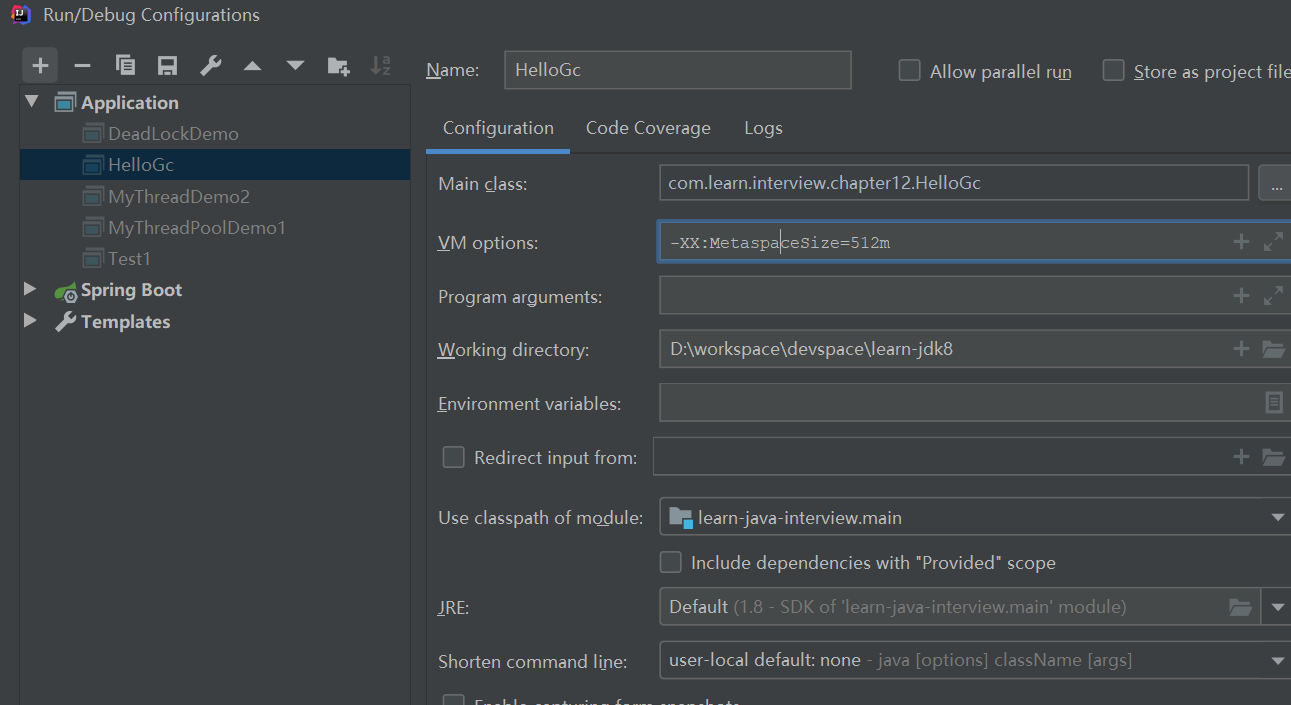 Run/Debug Configurations
Name: HelloGc Allow parallel run Store as project file
Application
DeadLockDemo
HelloGc
MyThreadDemo2
MyThreadPoolDemo1
Test1
Spring Boot
Templates
Configuration Code Coverage Logs
Main class: com.learn.interview.chapter12.HelloGc ...
VM options: -XX:MetaspaceSize=512m
Program arguments:
Working directory: D:\workspace\devspace\learn-jdk8
Environment variables:
Redirect input from:
Use classpath of module: learn-java-interview.main
Include dependencies with "Provided" scope
JRE: Default (1.8 - SDK of 'learn-java-interview.main' module)
Shorten command line: user-local default: none - java [options] className [args]